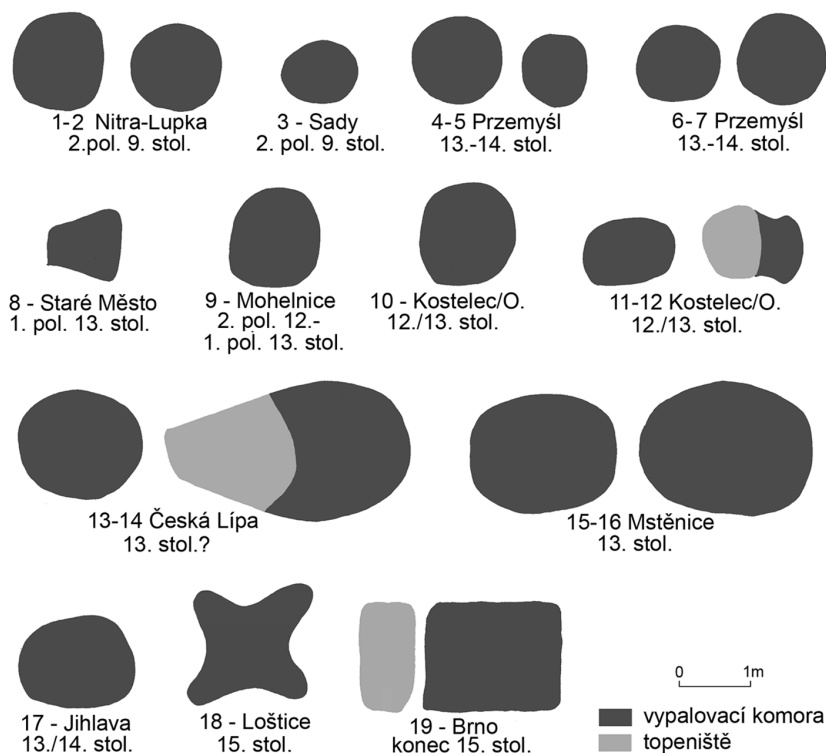 1-2 Nitra-Lupka
2.pol. 9. stol.
3 - Sady
2. pol. 9. stol.
4-5 Przemyśl
13.-14. stol.
6-7 Przemyśl
13.-14. stol.
8 - Staré Město
1. pol. 13. stol.
9 - Mohelnice
2. pol. 12.-
1. pol. 13. stol.
10 - Kostelec/O.
12./13. stol.
11-12 Kostelec/O.
12./13. stol.
13-14 Česká Lípa
13. stol.?
15-16 Mstěnice
13. stol.
17 - Jihlava
13./14. stol.
18 - Loštice
15. stol.
19 - Brno
konec 15. stol.
0 1m
vypalovací komora
topeniště